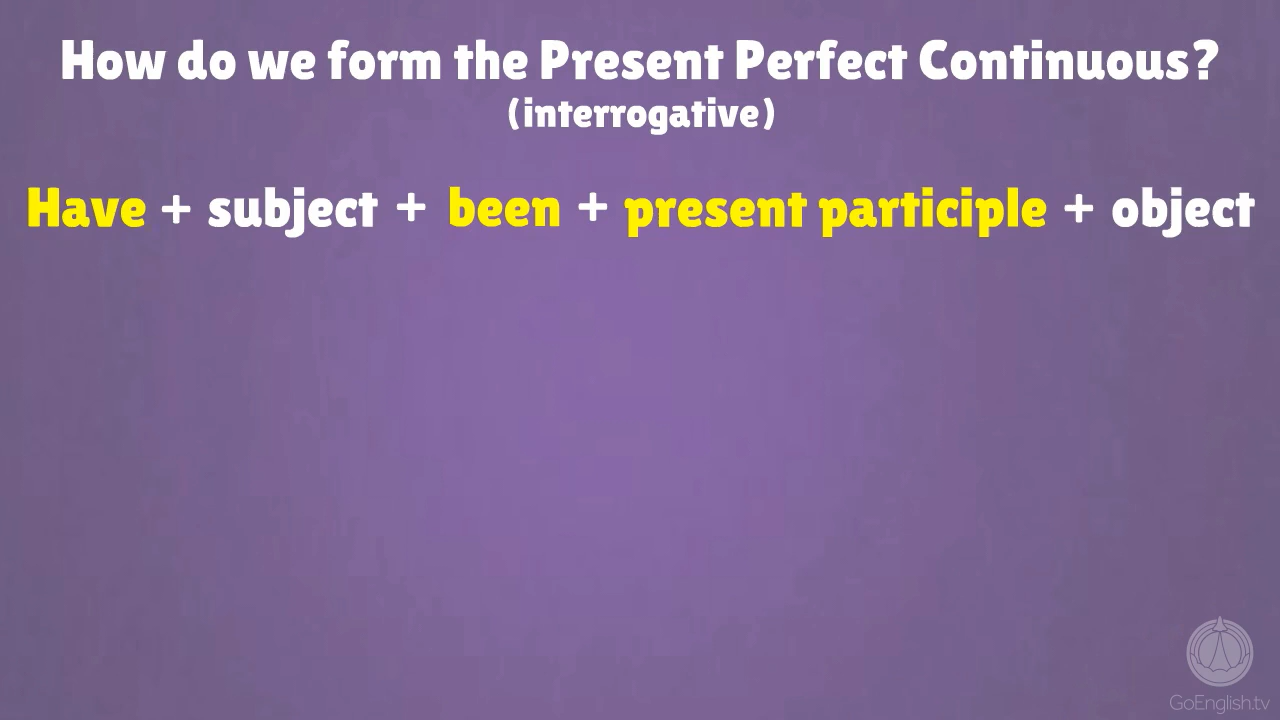 How do we form the Present Perfect Continuous?
(interrogative)
Have + subject + been + present participle + object
GoEnglish.tv